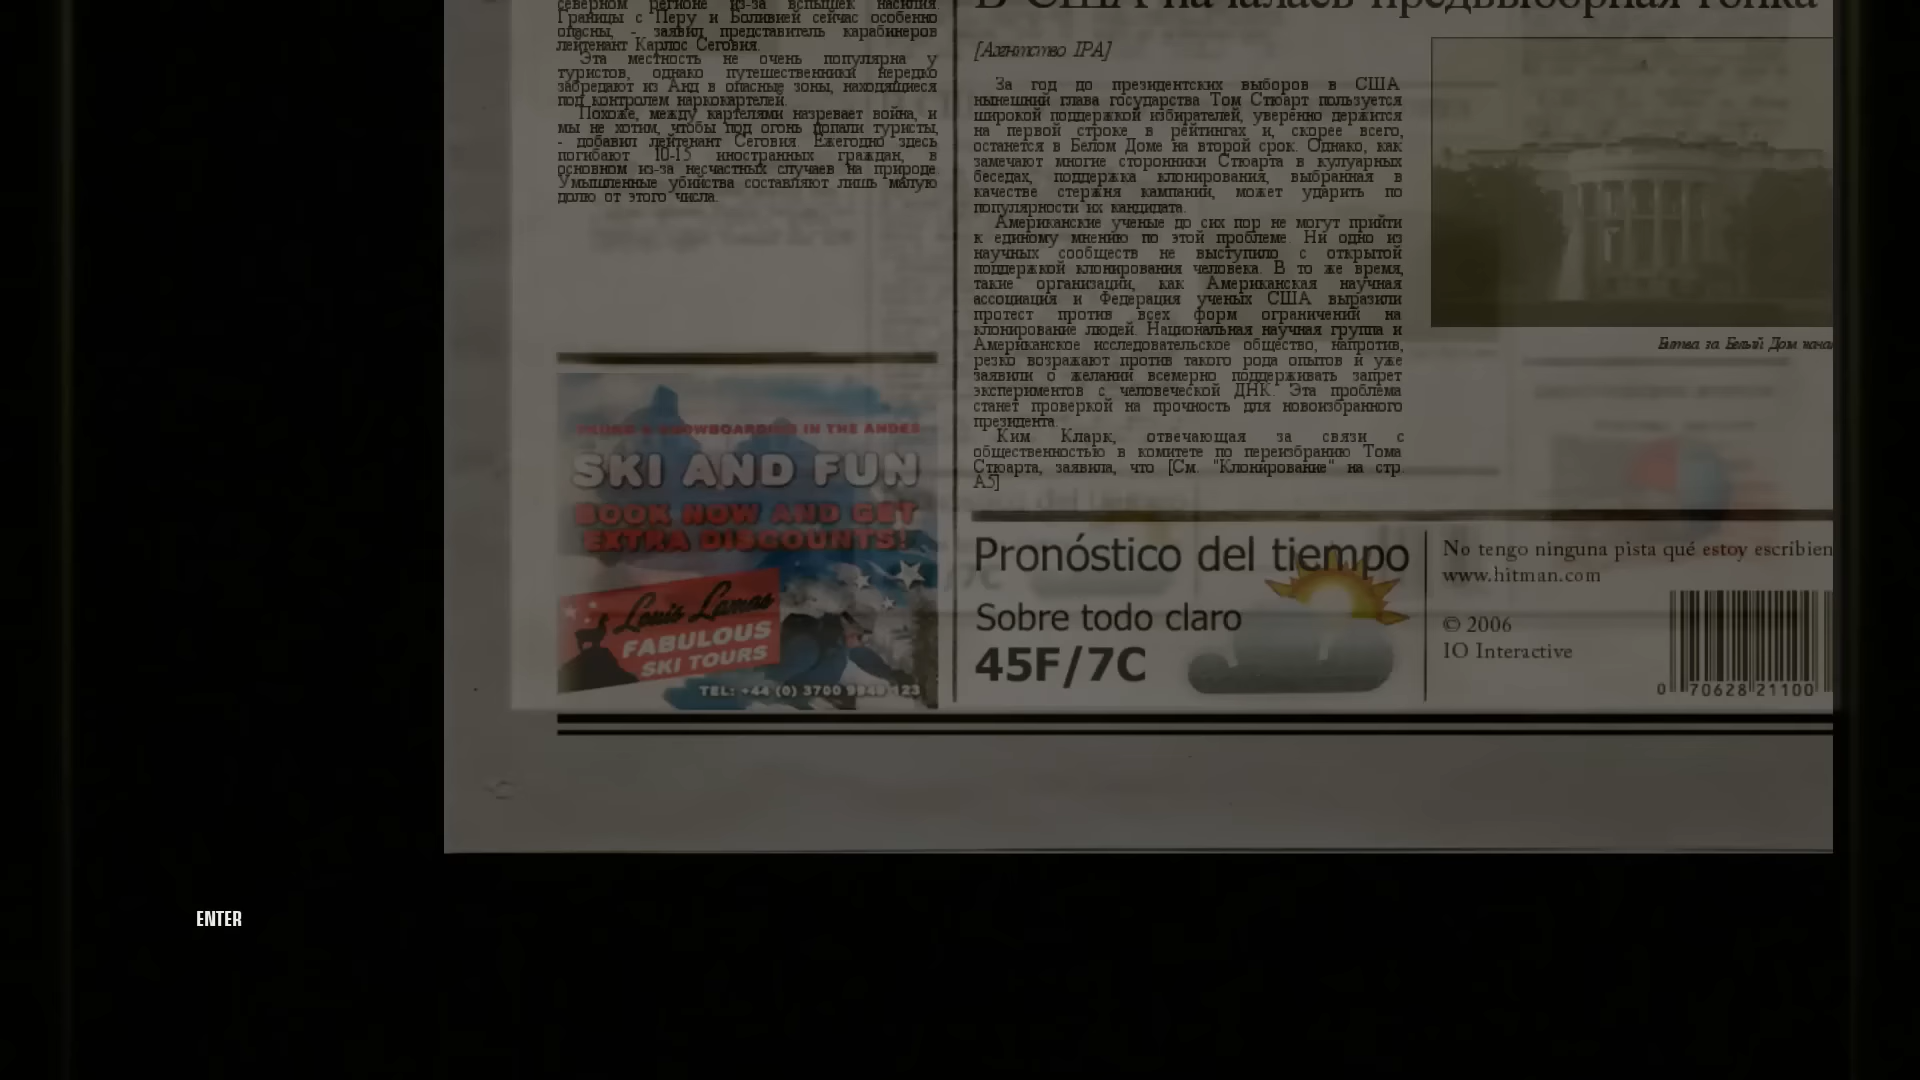 северном регионе из-за вспышек насилия
Границы с Перу и Боливией сейчас особенно
опасны, - заявил представитель карабинеров
лейтенант Карлос Сеговия.
Эта местность не очень популярна у
туристов, однако путешественники нередко
забредают из Анд в опасные зоны, находящиеся
под контролем наркокартелей.
Похоже, между картелями назревает война, и
мы не хотим, чтобы под огонь попали туристы,
- добавил лейтенант Сеговия. Ежегодно здесь
погибают 10-15 иностранных граждан, в
основном из-за несчастных случаев на природе.
Умышленные убийства составляют лишь малую
долю от этого числа.
SNOWBOARDING IN THE ANDES
SKI AND FUN
BOOK NOW AND GET
EXTRA DISCOUNTS!
Louis Lamas
FABULOUS
SKI TOURS
TEL: +44 (0) 3700 9949 123
В США началась предвыборная гонка
[Агентство IPA]
За год до президентских выборов в США
нынешний глава государства Том Стюарт пользуется
широкой поддержкой избирателей, уверенно держится
на первой строке в рейтингах и, скорее всего,
останется в Белом Доме на второй срок. Однако, как
замечают многие сторонники Стюарта в кулуарных
беседах, поддержка клонирования, выбранная в
качестве стержня кампании, может ударить по
популярности их кандидата.
Американские ученые до сих пор не могут прийти
к единому мнению по этой проблеме. Ни одно из
научных сообществ не выступило с открытой
поддержкой клонирования человека. В то же время,
такие организации, как Американская научная
ассоциация и Федерация ученых США выразили
протест против всех форм ограничений на
клонирование людей. Национальная научная группа и
Американское исследовательское общество, напротив,
резко возражают против такого рода опытов и уже
заявили о желании всемерно поддерживать запрет
экспериментов с человеческой ДНК. Эта проблема
станет проверкой на прочность для новоизбранного
президента.
Ким Кларк, отвечающая за связи с
общественностью в комитете по переизбранию Тома
Стюарта, заявила, что [См. "Клонирование" на стр.
A5]
Битва за Белый Дом нача
Pronóstico del tiempo
Sobre todo claro
45F/7C
No tengo ninguna pista qué estoy escribien
www.hitman.com
© 2006
IO Interactive
0 70628 21100
ENTER